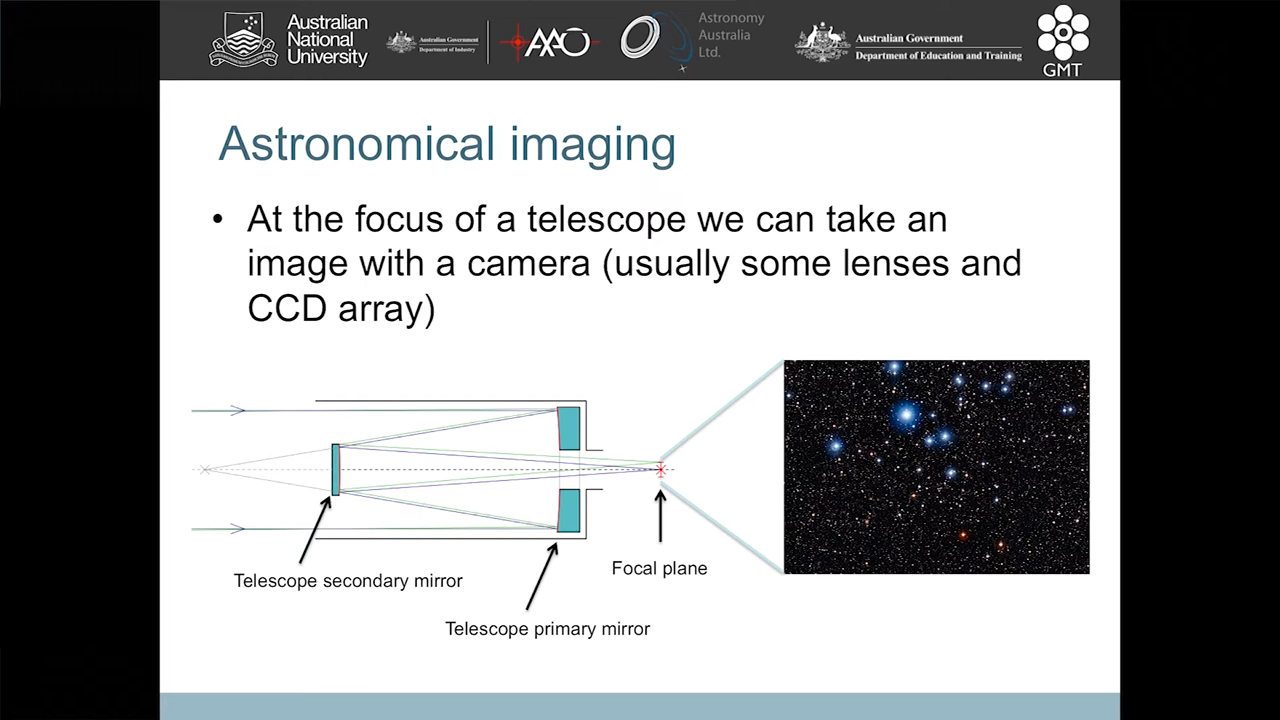 Australian
National
University
Australian Government
Department of Industry
AAO
Astronomy
Australia
Ltd.
Australian Government
Department of Education and Training
GMT
Astronomical imaging
• At the focus of a telescope we can take an
image with a camera (usually some lenses and
CCD array)
Telescope secondary mirror
Focal plane
Telescope primary mirror